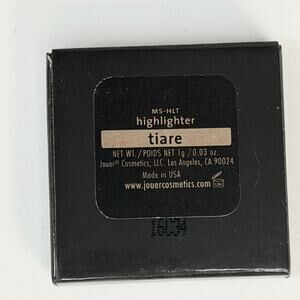 MS-HLT
highlighter
tiare
NET WT./POIDS NET 1g/0.03 oz.
Jouer® Cosmetics, LLC. Los Angeles, CA 90024
Made in USA
www.jouercosmetics.com